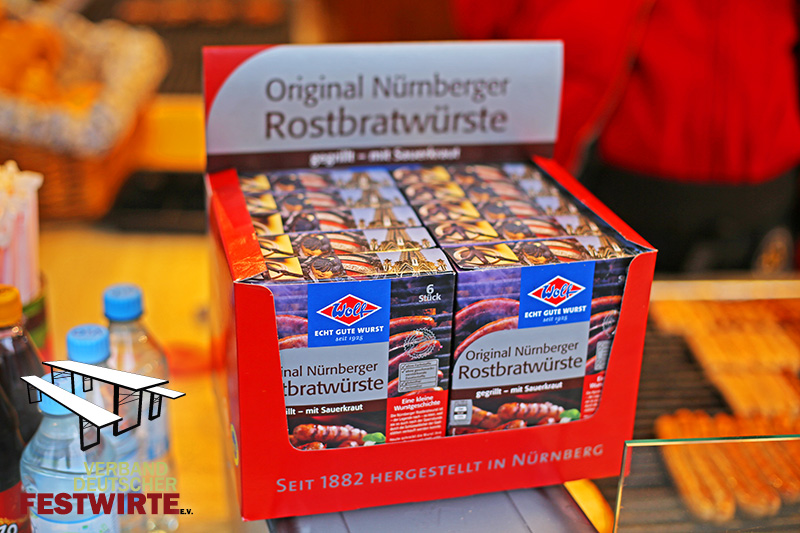 Original Nürnberger
Rostbratwürste
gegrillt – mit Sauerkraut
6
Stück
Wolf
ECHT GUTE WURST
seit 1925
Original Nürnberger
Rostbratwürste
gegrillt – mit Sauerkraut
Eine kleine
Wurstgeschichte
Wolf
ECHT GUTE WURST
seit 1925
Original Nürnberger
Rostbratwürste
gegrillt – mit Sauerkraut
SEIT 1882 HERGESTELLT IN NÜRNBERG
VERBAND
DEUTSCHER
FESTWIRTE E.V.